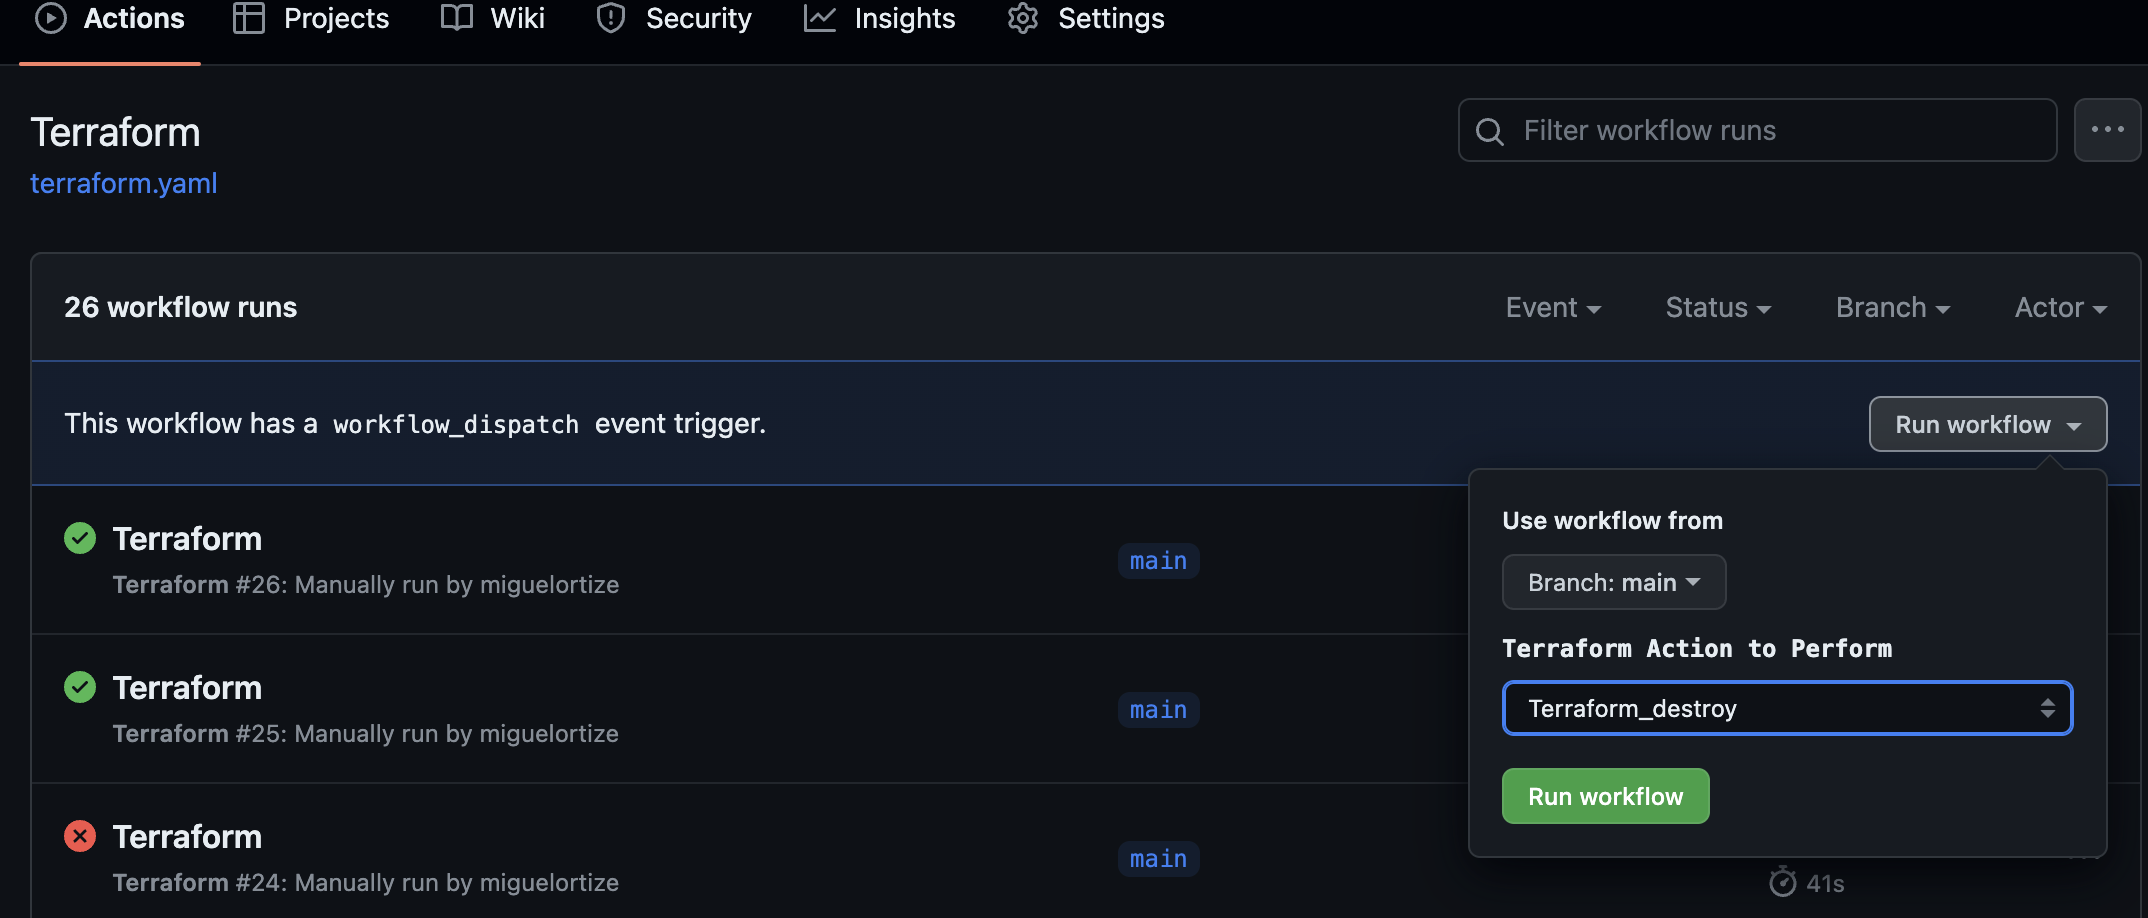 Actions Projects Wiki Security Insights Settings
Terraform
Filter workflow runs
terraform.yaml
26 workflow runs
Event Status Branch Actor
This workflow has a workflow_dispatch event trigger.
Run workflow
Use workflow from
Branch: main
Terraform Action to Perform
Terraform_destroy
Run workflow
Terraform
main
Terraform #26: Manually run by miguelortize
Terraform
main
Terraform #25: Manually run by miguelortize
Terraform
main
Terraform #24: Manually run by miguelortize
41s